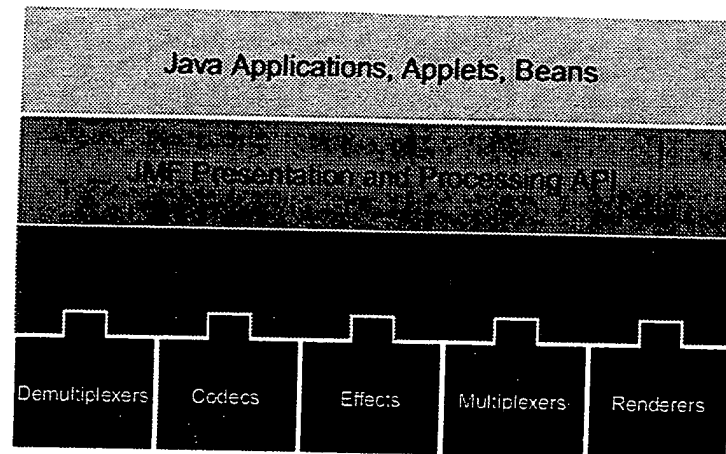 Java Applications, Applets, Beans
JMF Presentation and Processing API
Demultiplexers
Codecs
Effects
Multiplexers
Renderers